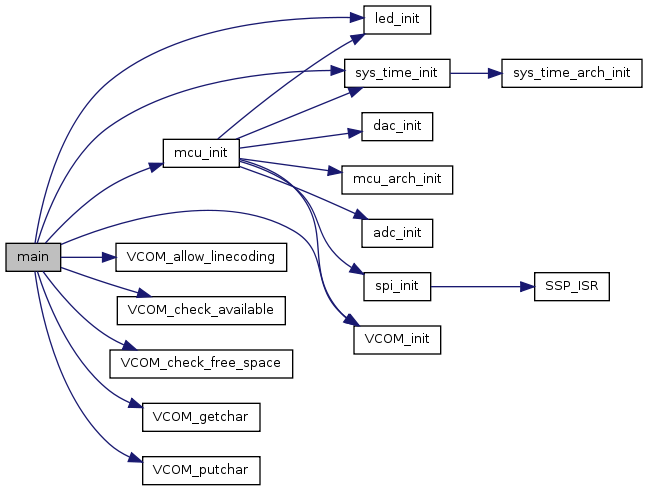 led_init
sys_time_init
sys_time_arch_init
dac_init
mcu_init
mcu_arch_init
adc_init
main
VCOM_allow_linecoding
spi_init
SSP_ISR
VCOM_check_available
VCOM_init
VCOM_check_free_space
VCOM_getchar
VCOM_putchar